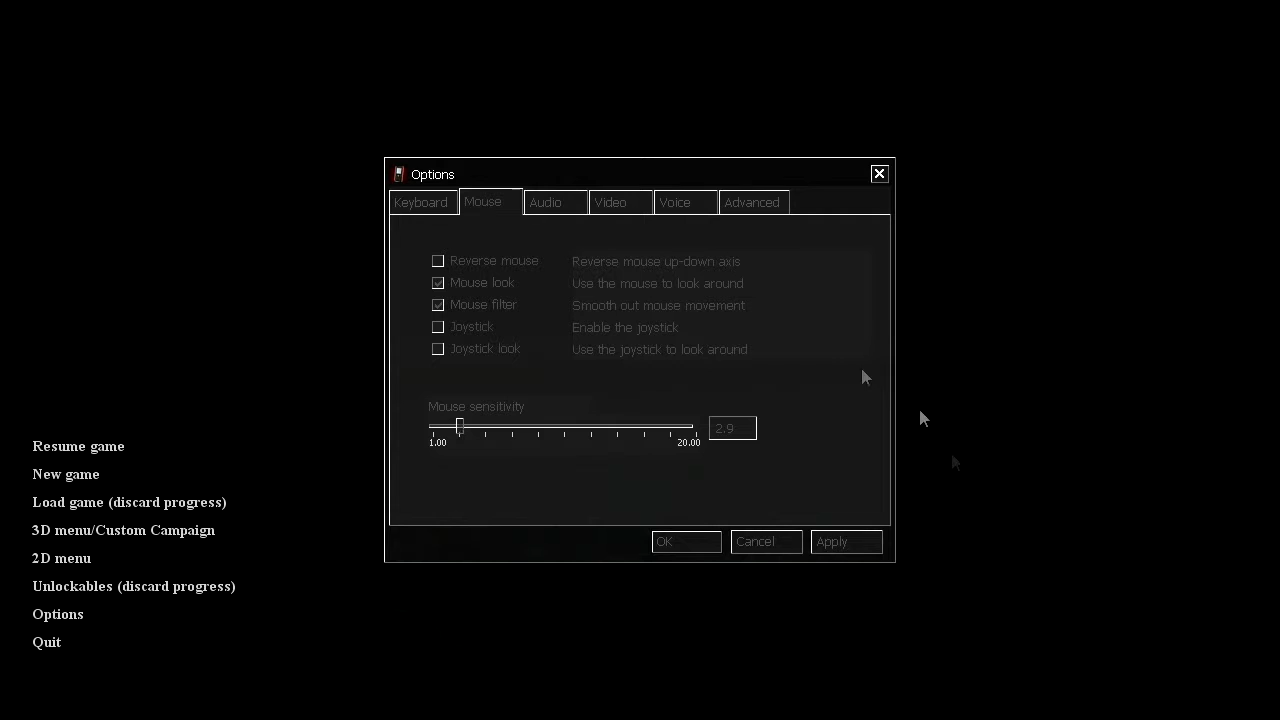 Options
Keyboard Mouse Audio Video Voice Advanced
Reverse mouse Reverse mouse up-down axis
Mouse look Use the mouse to look around
Mouse filter Smooth out mouse movement
Joystick Enable the joystick
Joystick look Use the joystick to look around
Mouse sensitivity
2.9
1.00 20.00
OK Cancel Apply
Resume game
New game
Load game (discard progress)
3D menu/Custom Campaign
2D menu
Unlockables (discard progress)
Options
Quit